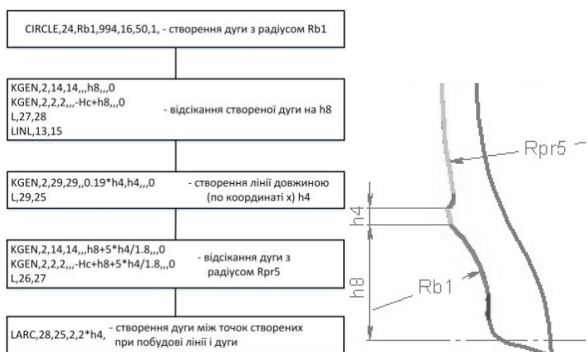 CIRCLE,24,Rb1,994,16,50,1, - створення дуги з радіусом Rb1
KGEN,2,14,14,,,h8,,,0
KGEN,2,2,2,,,-Hc+h8,,,0
L,27,28
LINL,13,15
- відсікання створеної дуги на h8
KGEN,2,29,29,,0.19*h4,h4,,,0
L,29,25
- створення лінії довжиною
(по координаті x) h4
KGEN,2,14,14,,,h8+5*h4/1.8,,,0
KGEN,2,2,2,,,-Hc+h8+5*h4/1.8,,,0
L,26,27
- відсікання дуги з
радіусом Rpr5
LARC,28,25,2,2*h4,
- створення дуги між точок створених
при побудові лінії і дуги
Rpr5
h4
h8
Rb1